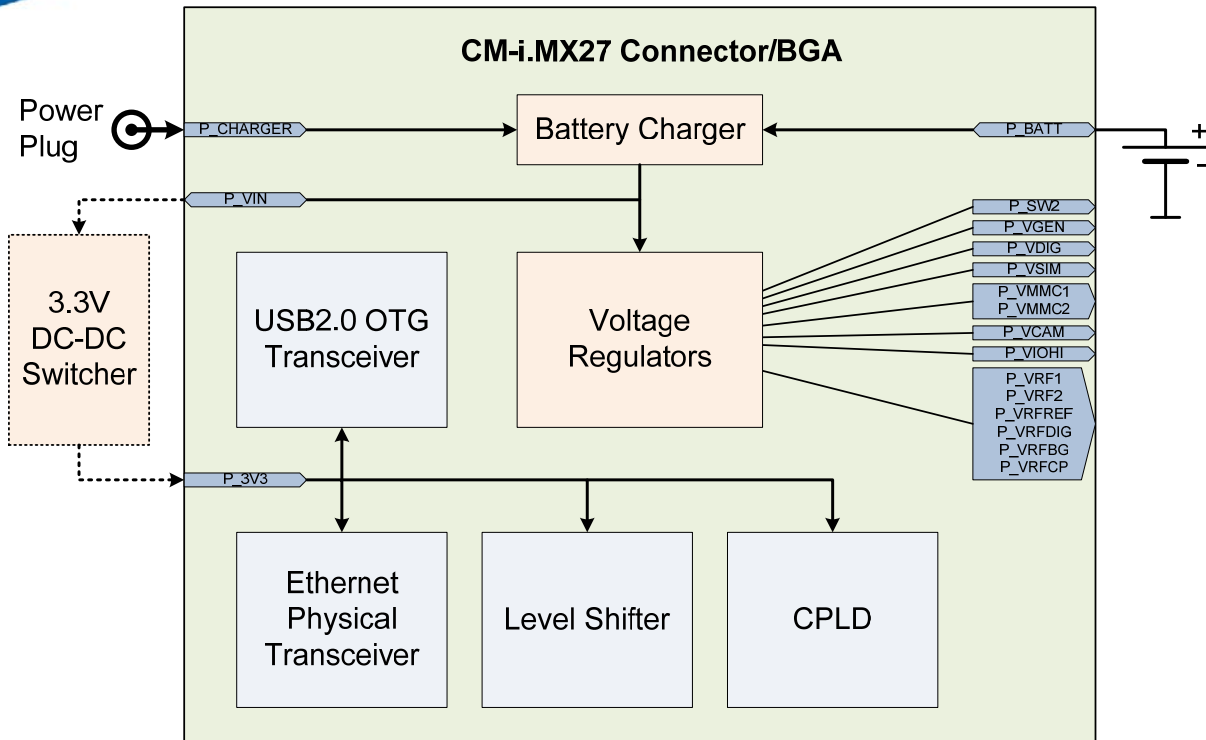 CM-i.MX27 Connector/BGA
Power
Plug
P_CHARGER
Battery Charger
P_BATT
+
-
P_VIN
P_SW2
P_VGEN
P_VDIG
P_VSIM
P_VMMC1
P_VMMC2
P_VCAM
P_VIOHI
P_VRF1
P_VRF2
P_VRFREF
P_VRFDIG
P_VRFBG
P_VRFCP
3.3V
DC-DC
Switcher
USB2.0 OTG
Transceiver
Voltage
Regulators
P_3V3
Ethernet
Physical
Transceiver
Level Shifter
CPLD